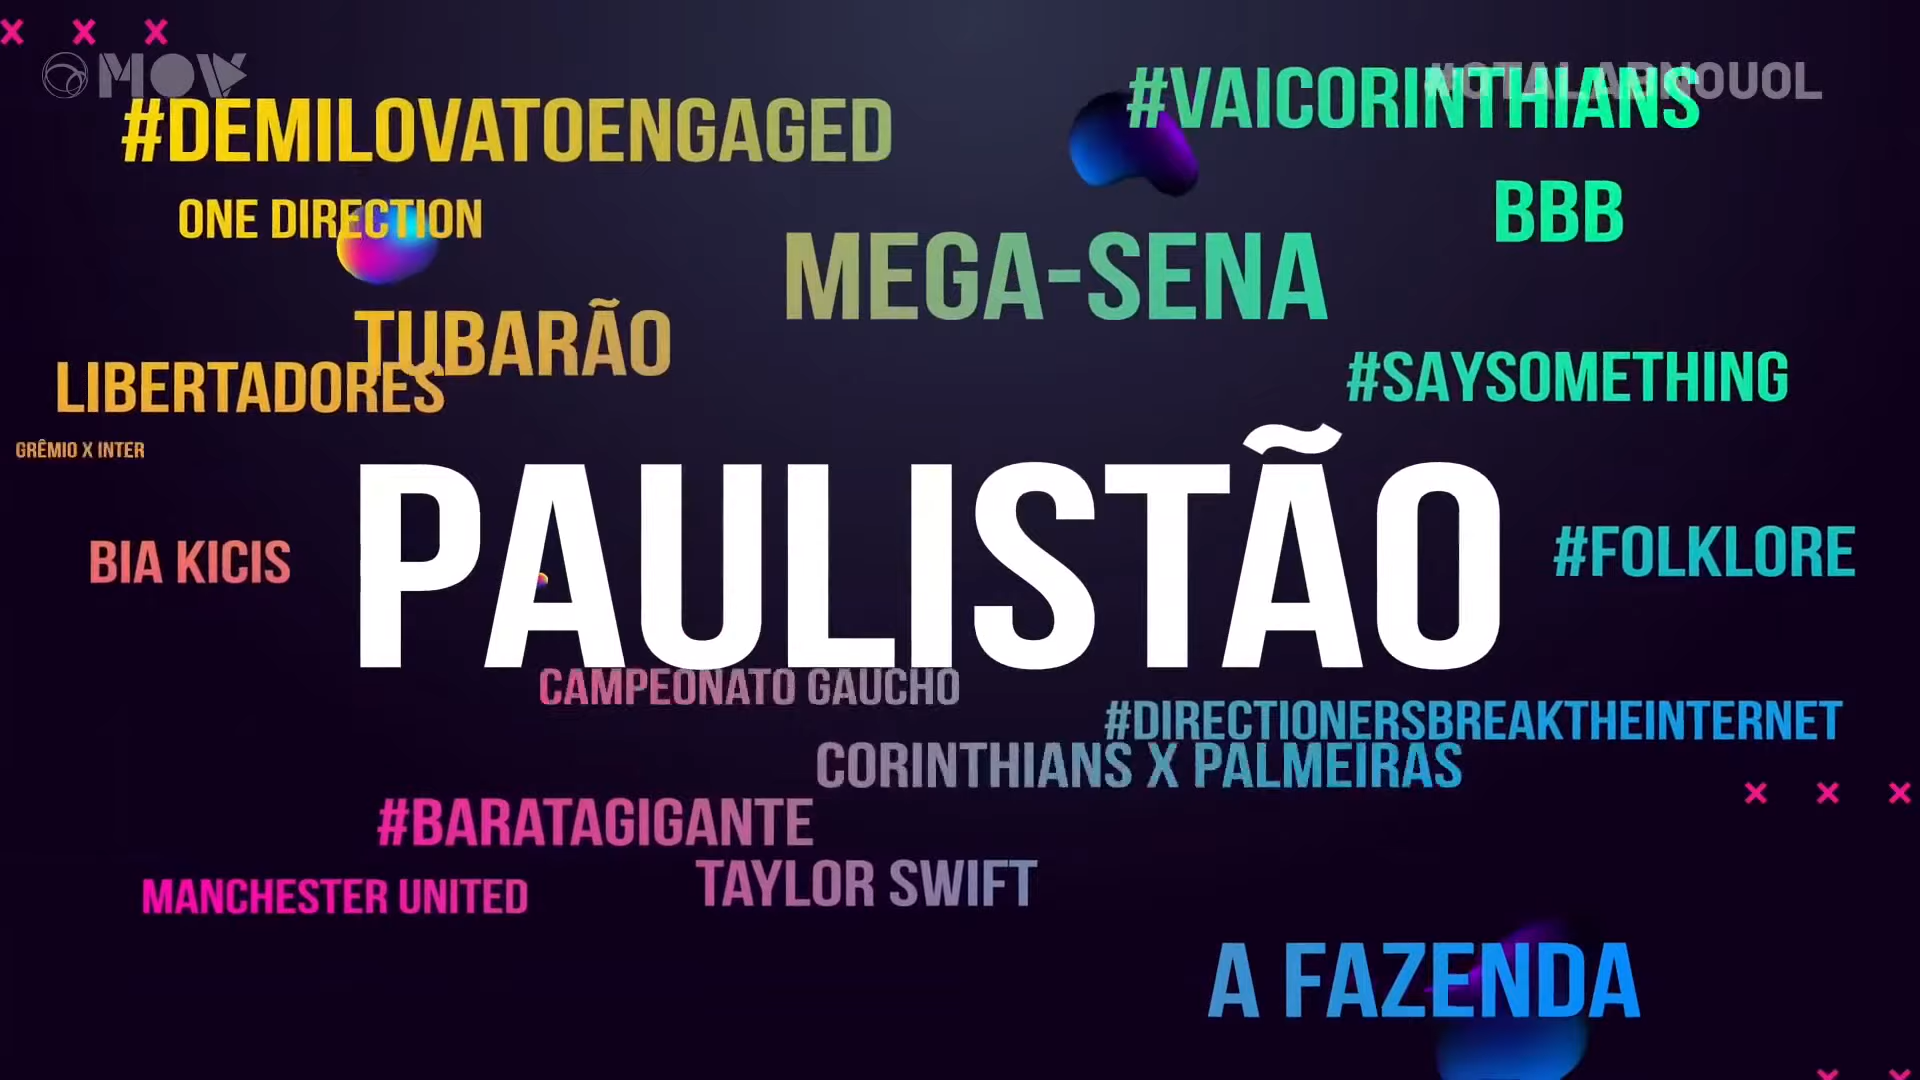 MOV
#GTALABNOUOL
#VAICORINTHIANS
#DEMILOVATOENGAGED
ONE DIRECTION
BBB
MEGA-SENA
TUBARÃO
LIBERTADORES
#SAYSOMETHING
GRÊMIO X INTER
PAULISTÃO
BIA KICIS
#FOLKLORE
CAMPEONATO GAUCHO
#DIRECTIONERSBREAKTHEINTERNET
CORINTHIANS X PALMEIRAS
#BARATAGIGANTE
TAYLOR SWIFT
MANCHESTER UNITED
A FAZENDA